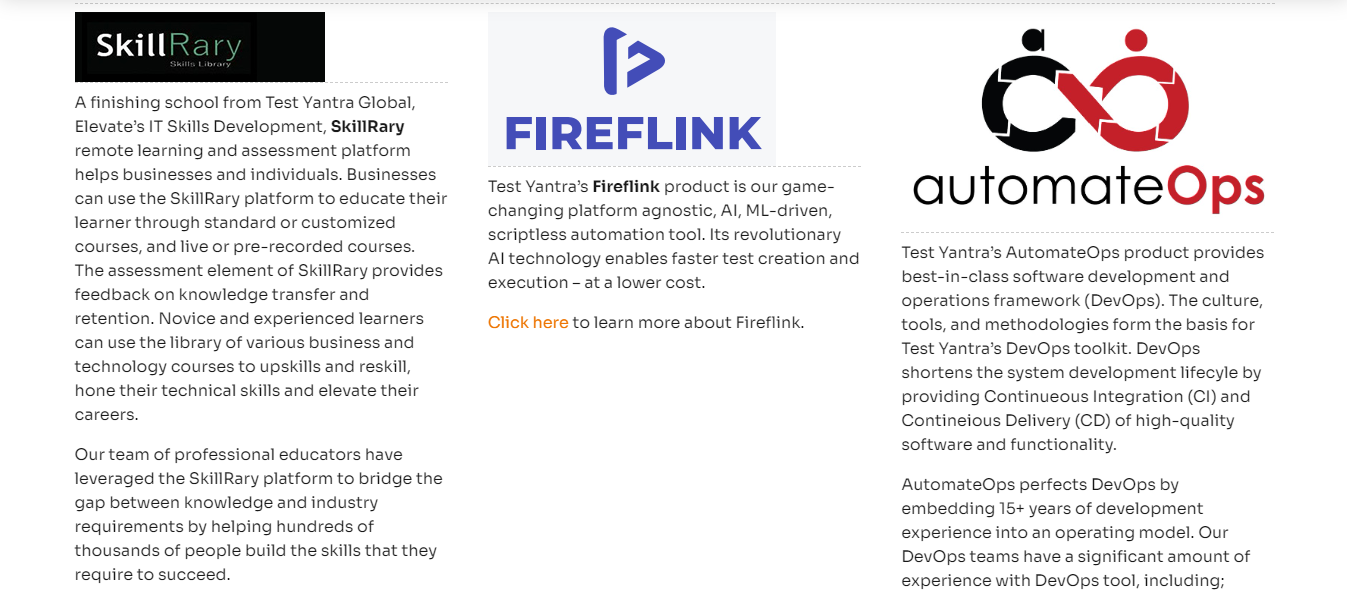 SkillRary
Skills Library
A finishing school from Test Yantra Global,
Elevate’s IT Skills Development, SkillRary
remote learning and assessment platform
helps businesses and individuals. Businesses
can use the SkillRary platform to educate their
learner through standard or customized
courses, and live or pre-recorded courses.
The assessment element of SkillRary provides
feedback on knowledge transfer and
retention. Novice and experienced learners
can use the library of various business and
technology courses to upskills and reskill,
hone their technical skills and elevate their
careers.
Our team of professional educators have
leveraged the SkillRary platform to bridge the
gap between knowledge and industry
requirements by helping hundreds of
thousands of people build the skills that they
require to succeed.
FIREFLINK
Test Yantra’s Fireflink product is our game-
changing platform agnostic, AI, ML-driven,
scriptless automation tool. Its revolutionary
AI technology enables faster test creation and
execution – at a lower cost.
Click here to learn more about Fireflink.
automateOps
Test Yantra’s AutomateOps product provides
best-in-class software development and
operations framework (DevOps). The culture,
tools, and methodologies form the basis for
Test Yantra’s DevOps toolkit. DevOps
shortens the system development lifecyle by
providing Continueous Integration (CI) and
Contineious Delivery (CD) of high-quality
software and functionality.
AutomateOps perfects DevOps by
embedding 15+ years of development
experience into an operating model. Our
DevOps teams have a significant amount of
experience with DevOps tool, including;